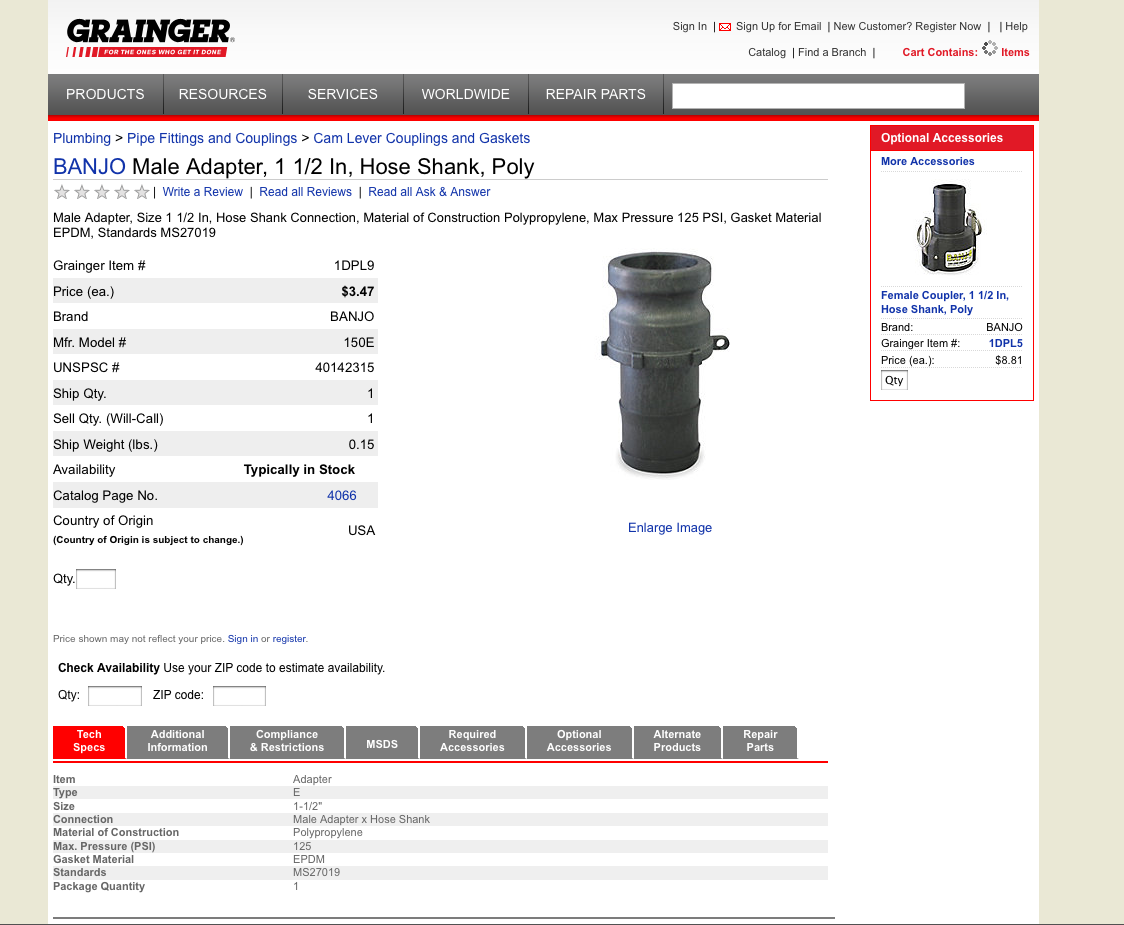 GRAINGER
FOR THE ONES WHO GET IT DONE
Sign In | Sign Up for Email | New Customer? Register Now | | Help
Catalog | Find a Branch | Cart Contains: Items
PRODUCTS RESOURCES SERVICES WORLDWIDE REPAIR PARTS
Plumbing > Pipe Fittings and Couplings > Cam Lever Couplings and Gaskets
BANJO Male Adapter, 1 1/2 In, Hose Shank, Poly
| Write a Review | Read all Reviews | Read all Ask & Answer
Male Adapter, Size 1 1/2 In, Hose Shank Connection, Material of Construction Polypropylene, Max Pressure 125 PSI, Gasket Material
EPDM, Standards MS27019
Grainger Item # 1DPL9
Price (ea.) $3.47
Brand BANJO
Mfr. Model # 150E
UNSPSC # 40142315
Ship Qty. 1
Sell Qty. (Will-Call) 1
Ship Weight (lbs.) 0.15
Availability Typically in Stock
Catalog Page No. 4066
Country of Origin
(Country of Origin is subject to change.) USA
Enlarge Image
Qty.
Price shown may not reflect your price. Sign in or register.
Check Availability Use your ZIP code to estimate availability.
Qty: ZIP code:
Optional Accessories
More Accessories
Female Coupler, 1 1/2 In,
Hose Shank, Poly
Brand: BANJO
Grainger Item #: 1DPL5
Price (ea.): $8.81
Qty
Tech Specs
Additional Information
Compliance & Restrictions
MSDS
Required Accessories
Optional Accessories
Alternate Products
Repair Parts
Item Adapter
Type E
Size 1-1/2"
Connection Male Adapter x Hose Shank
Material of Construction Polypropylene
Max. Pressure (PSI) 125
Gasket Material EPDM
Standards MS27019
Package Quantity 1